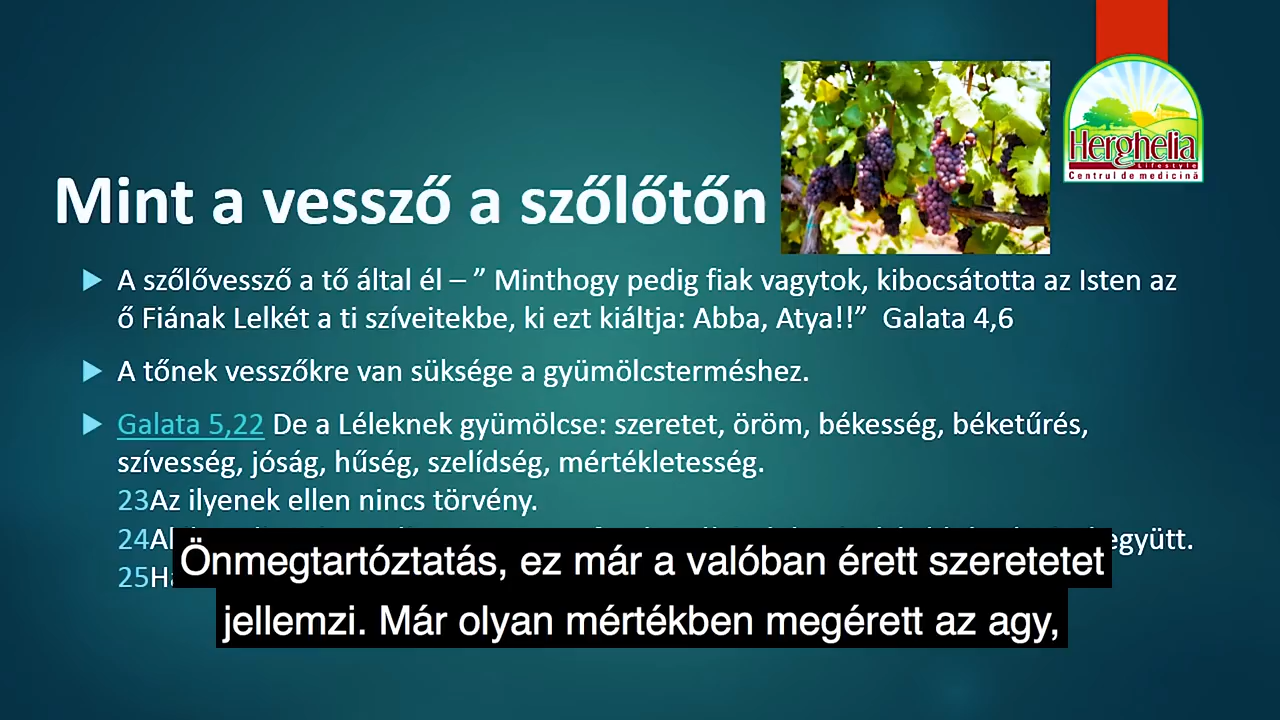 Herghelia
Lifestyle
Centrul de medicină
Mint a vessző a szőlőtőn
A szőlővessző a tő által él – ” Minthogy pedig fiak vagytok, kibocsátotta az Isten az
ő Fiának Lelkét a ti szíveitekbe, ki ezt kiáltja: Abba, Atya!!” Galata 4,6
A tőnek vesszőkre van süksége a gyümölcsterméshez.
Galata 5,22 De a Léleknek gyümölcse: szeretet, öröm, békesség, béketűrés,
szívesség, jóság, hűség, szelídség, mértékletesség.
23Az ilyenek ellen nincs törvény.
24 együtt.
25
Önmegtartóztatás, ez már a valóban érett szeretetet
jellemzi. Már olyan mértékben megérett az agy,